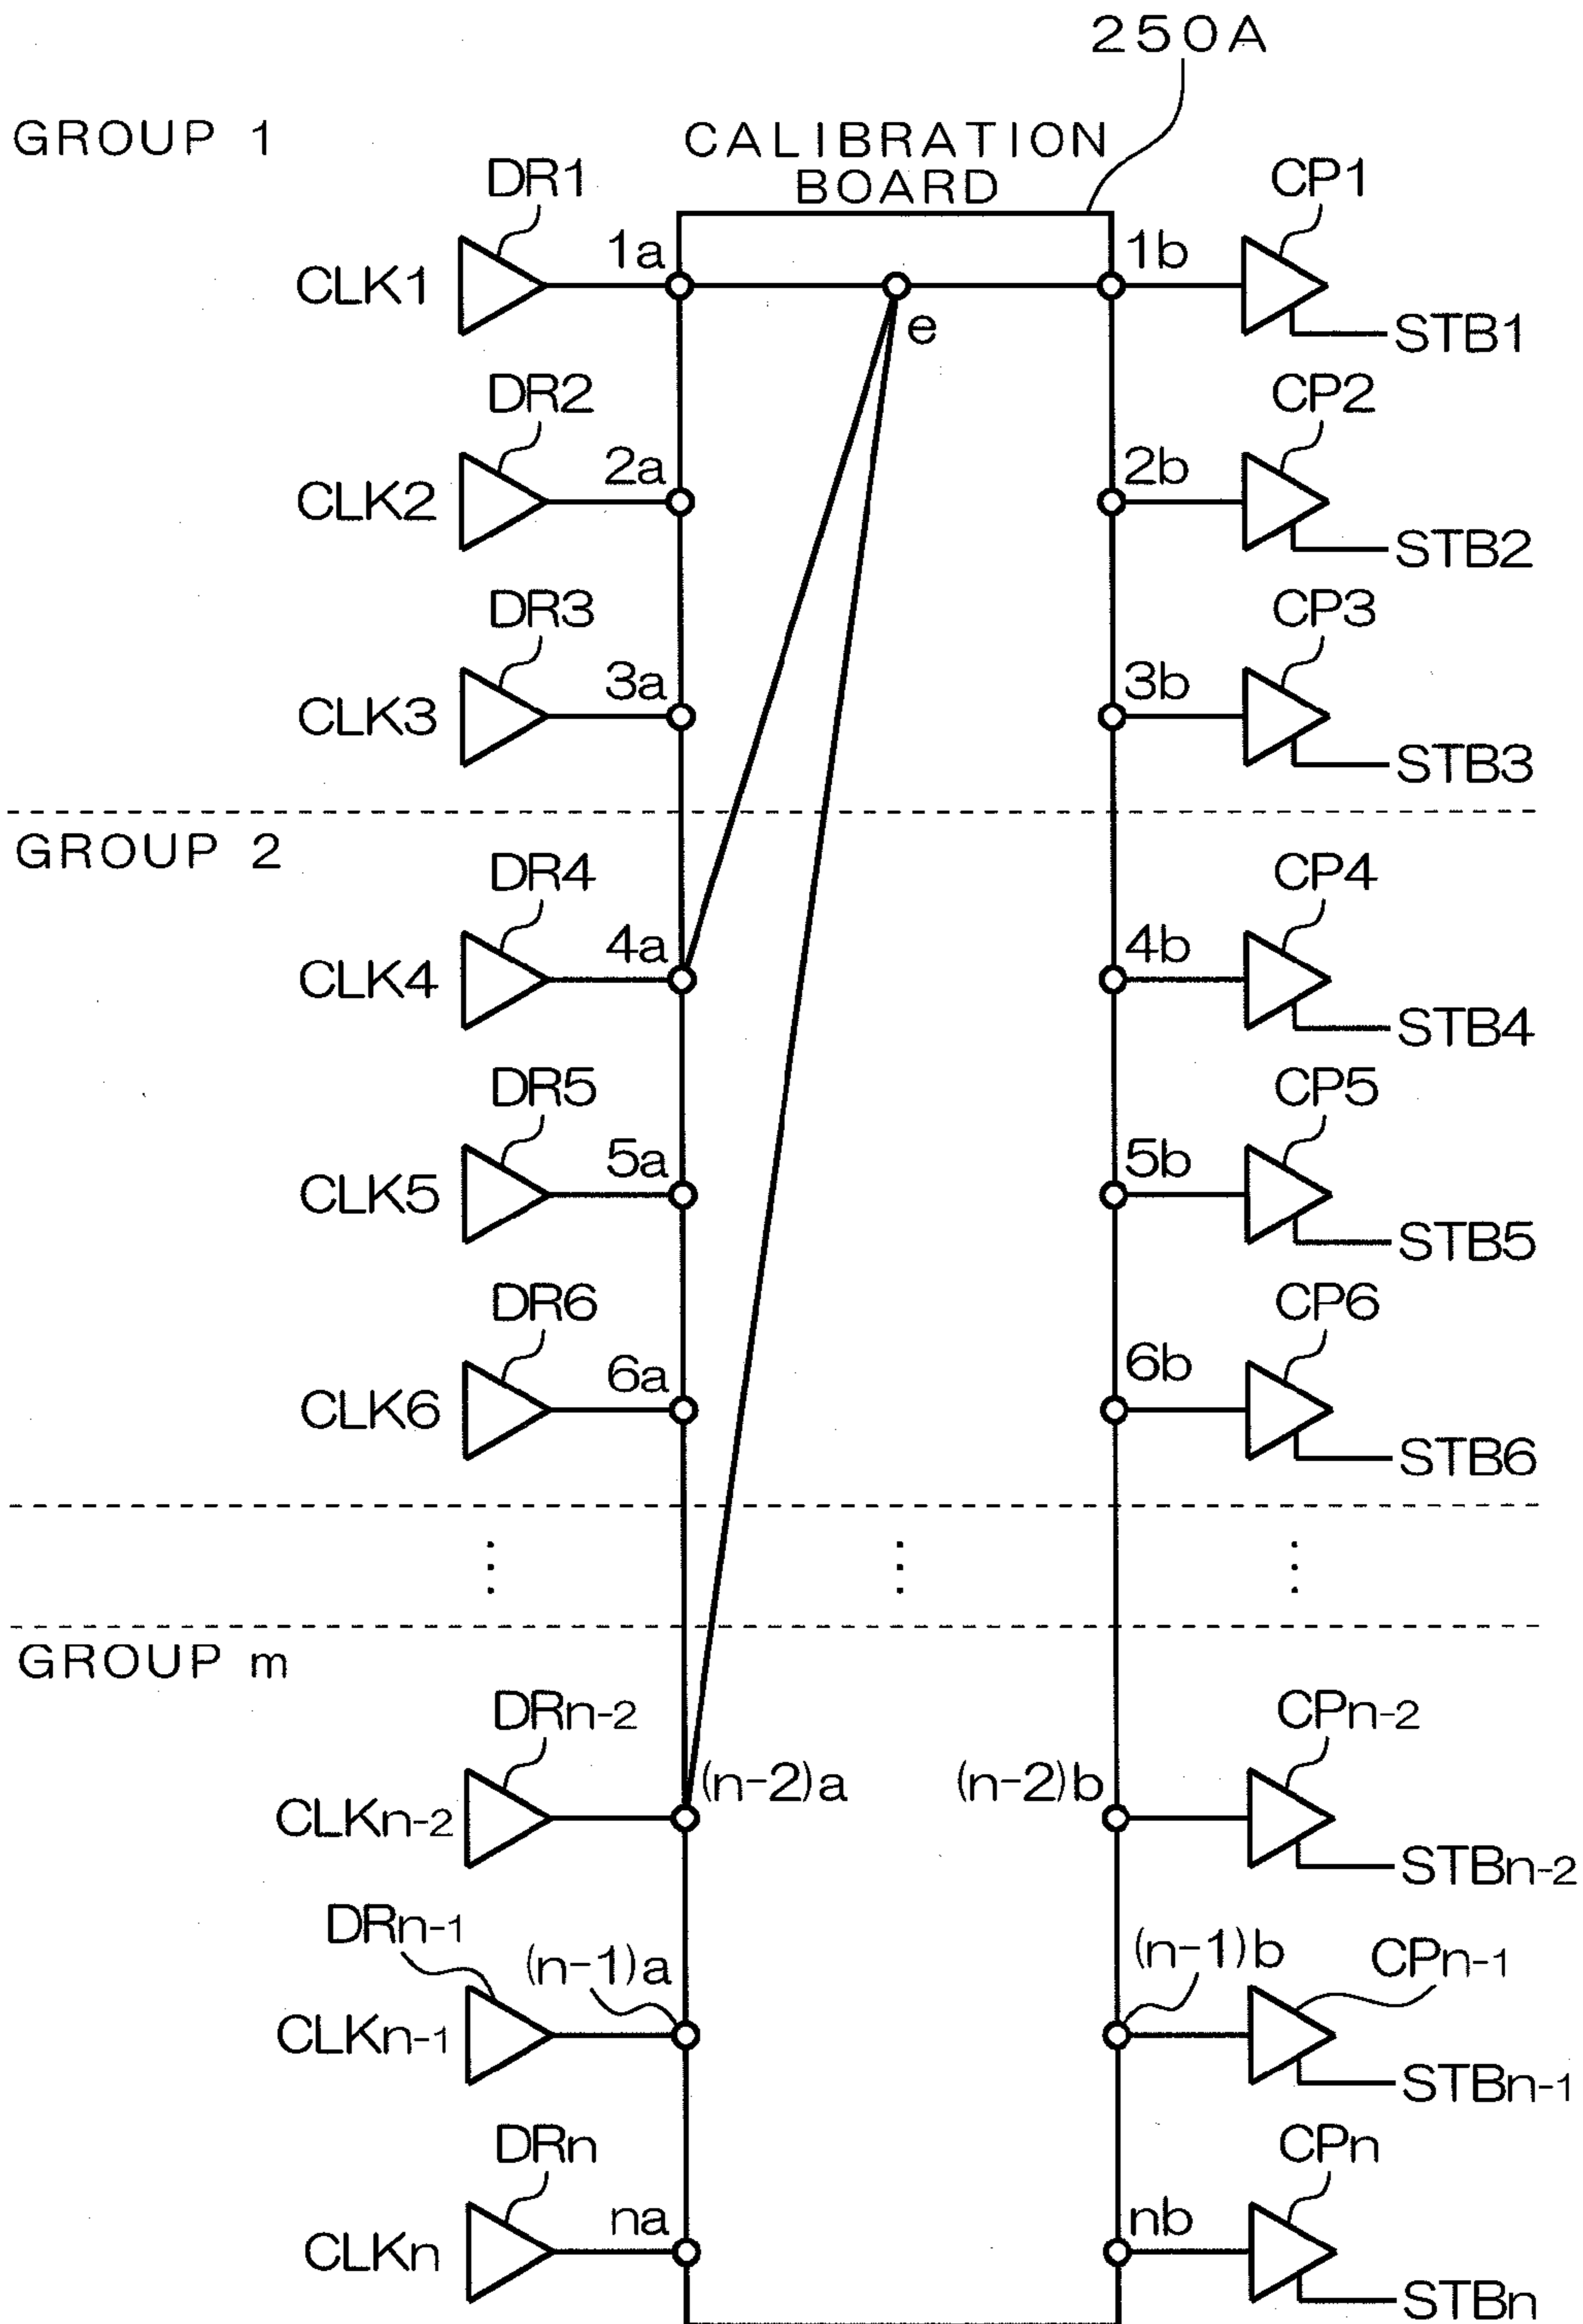 250A
GROUP 1
CALIBRATION
BOARD
DR1
CP1
1a
1b
CLK1
e
STB1
DR2
CP2
2a
2b
CLK2
STB2
DR3
CP3
3a
3b
CLK3
STB3
GROUP 2
DR4
CP4
4a
4b
CLK4
STB4
DR5
CP5
5a
5b
CLK5
STB5
DR6
CP6
6a
6b
CLK6
STB6
GROUP m
DRn-2
CPn-2
(n-2)a
(n-2)b
CLKn-2
STBn-2
DRn-1
(n-1)a
(n-1)b
CPn-1
CLKn-1
STBn-1
DRn
CPn
na
nb
CLKn
STBn